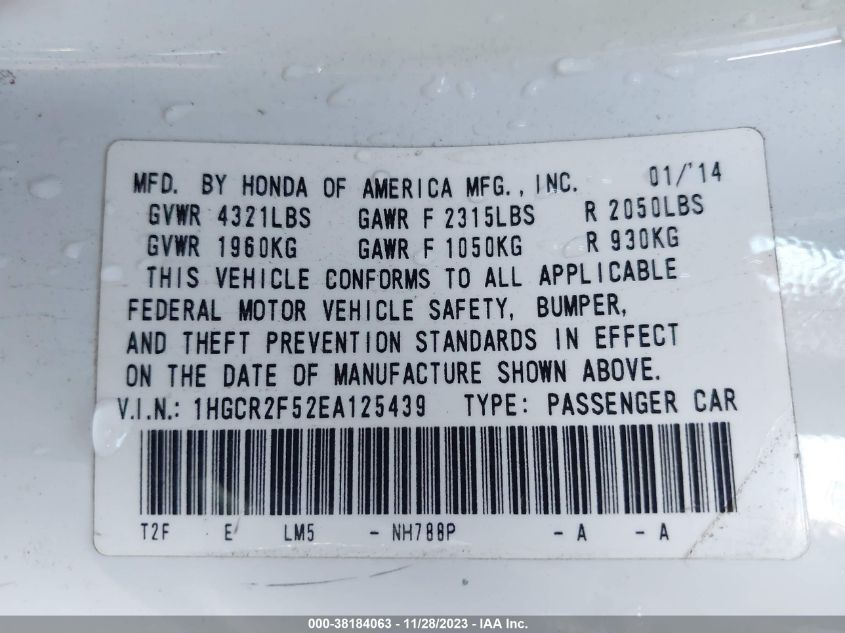 MFD. BY HONDA OF AMERICA MFG., INC. 01/'14
GVWR 4321LBS GAWR F 2315LBS R 2050LBS
GVWR 1960KG GAWR F 1050KG R 930KG
THIS VEHICLE CONFORMS TO ALL APPLICABLE
FEDERAL MOTOR VEHICLE SAFETY, BUMPER,
AND THEFT PREVENTION STANDARDS IN EFFECT
ON THE DATE OF MANUFACTURE SHOWN ABOVE.
V.I.N.: 1HGCR2F52EA125439 TYPE: PASSENGER CAR
T2F E LM5 - NH788P - A - A
000-38184063 - 11/28/2023 - IAA Inc.